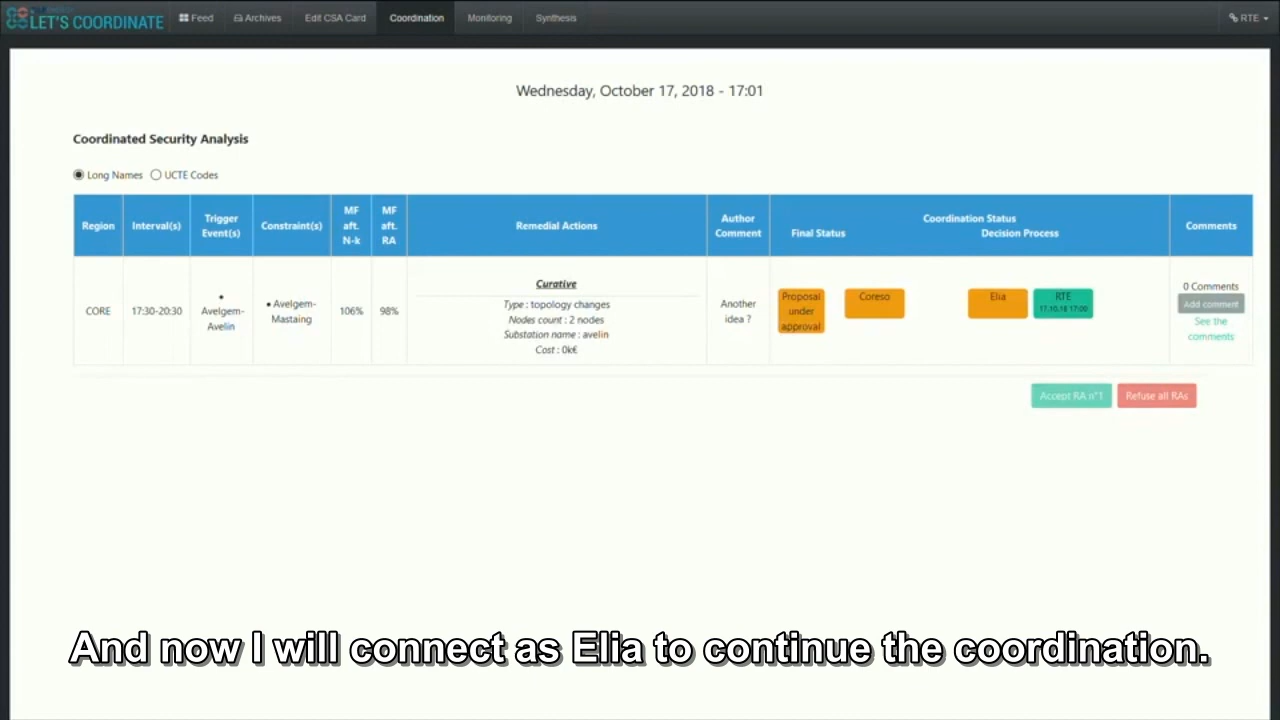 LET'S COORDINATE
Feed
Archives
Edit CSA Card
Coordination
Monitoring
Synthesis
RTE
Wednesday, October 17, 2018 - 17:01
Coordinated Security Analysis
Long Names
UCTE Codes
Region
Interval(s)
Trigger
Event(s)
Constraint(s)
MF
aft.
N-k
MF
aft.
RA
Remedial Actions
Author
Comment
Coordination Status
Final Status
Decision Process
Comments
CORE
17:30-20:30
•
Avelgem-
Avelin
• Avelgem-
Mastaing
106%
98%
Curative
Type : topology changes
Nodes count : 2 nodes
Substation name : avelin
Cost : 0k€
Another
idea ?
Proposal
under
approval
Coreso
Elia
RTE
17.10.18 17:00
0 Comments
Add comment
See the
comments
Accept RA n°1
Refuse all RAs
And now I will connect as Elia to continue the coordination.